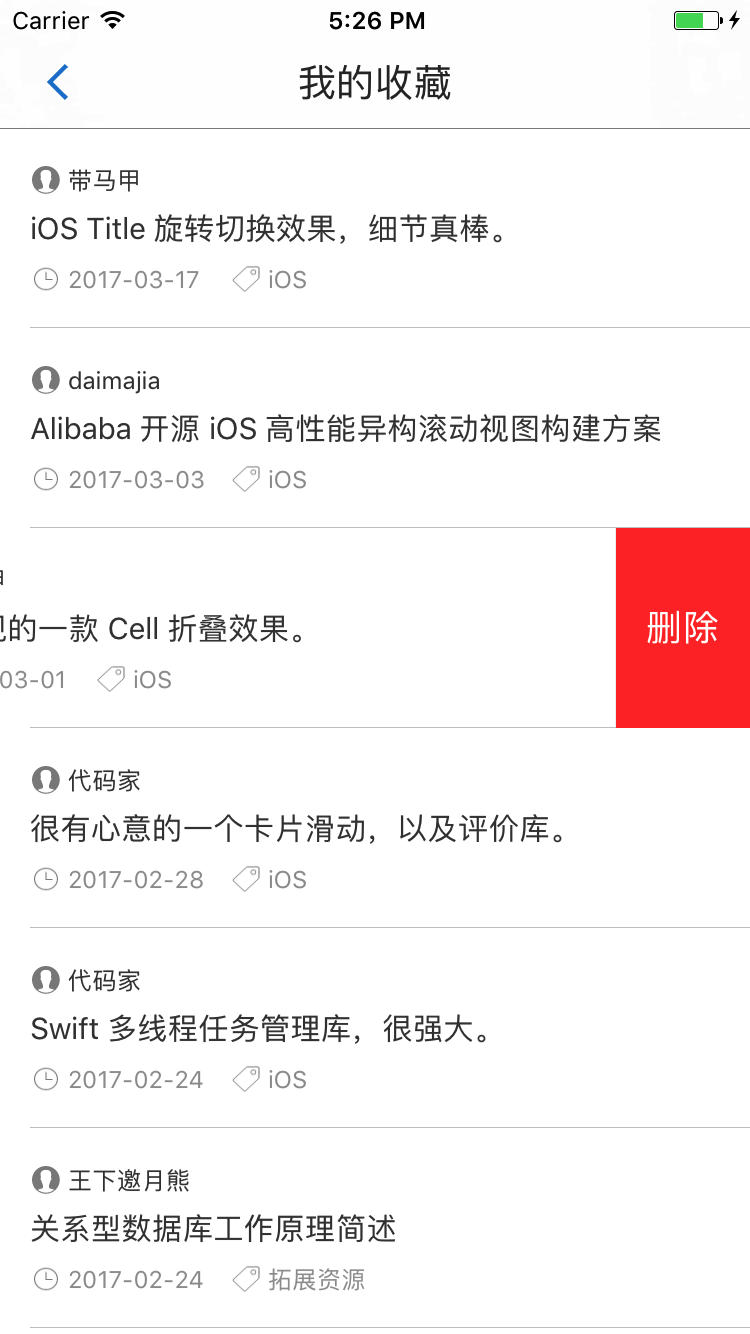 Carrier 5:26 PM
我的收藏
带马甲
iOS Title 旋转切换效果，细节真棒。
2017-03-17 iOS
daimajia
Alibaba 开源 iOS 高性能异构滚动视图构建方案
2017-03-03 iOS
的一款 Cell 折叠效果。
03-01 iOS
删除
代码家
很有心意的一个卡片滑动，以及评价库。
2017-02-28 iOS
代码家
Swift 多线程任务管理库，很强大。
2017-02-24 iOS
王下邀月熊
关系型数据库工作原理简述
2017-02-24 拓展资源